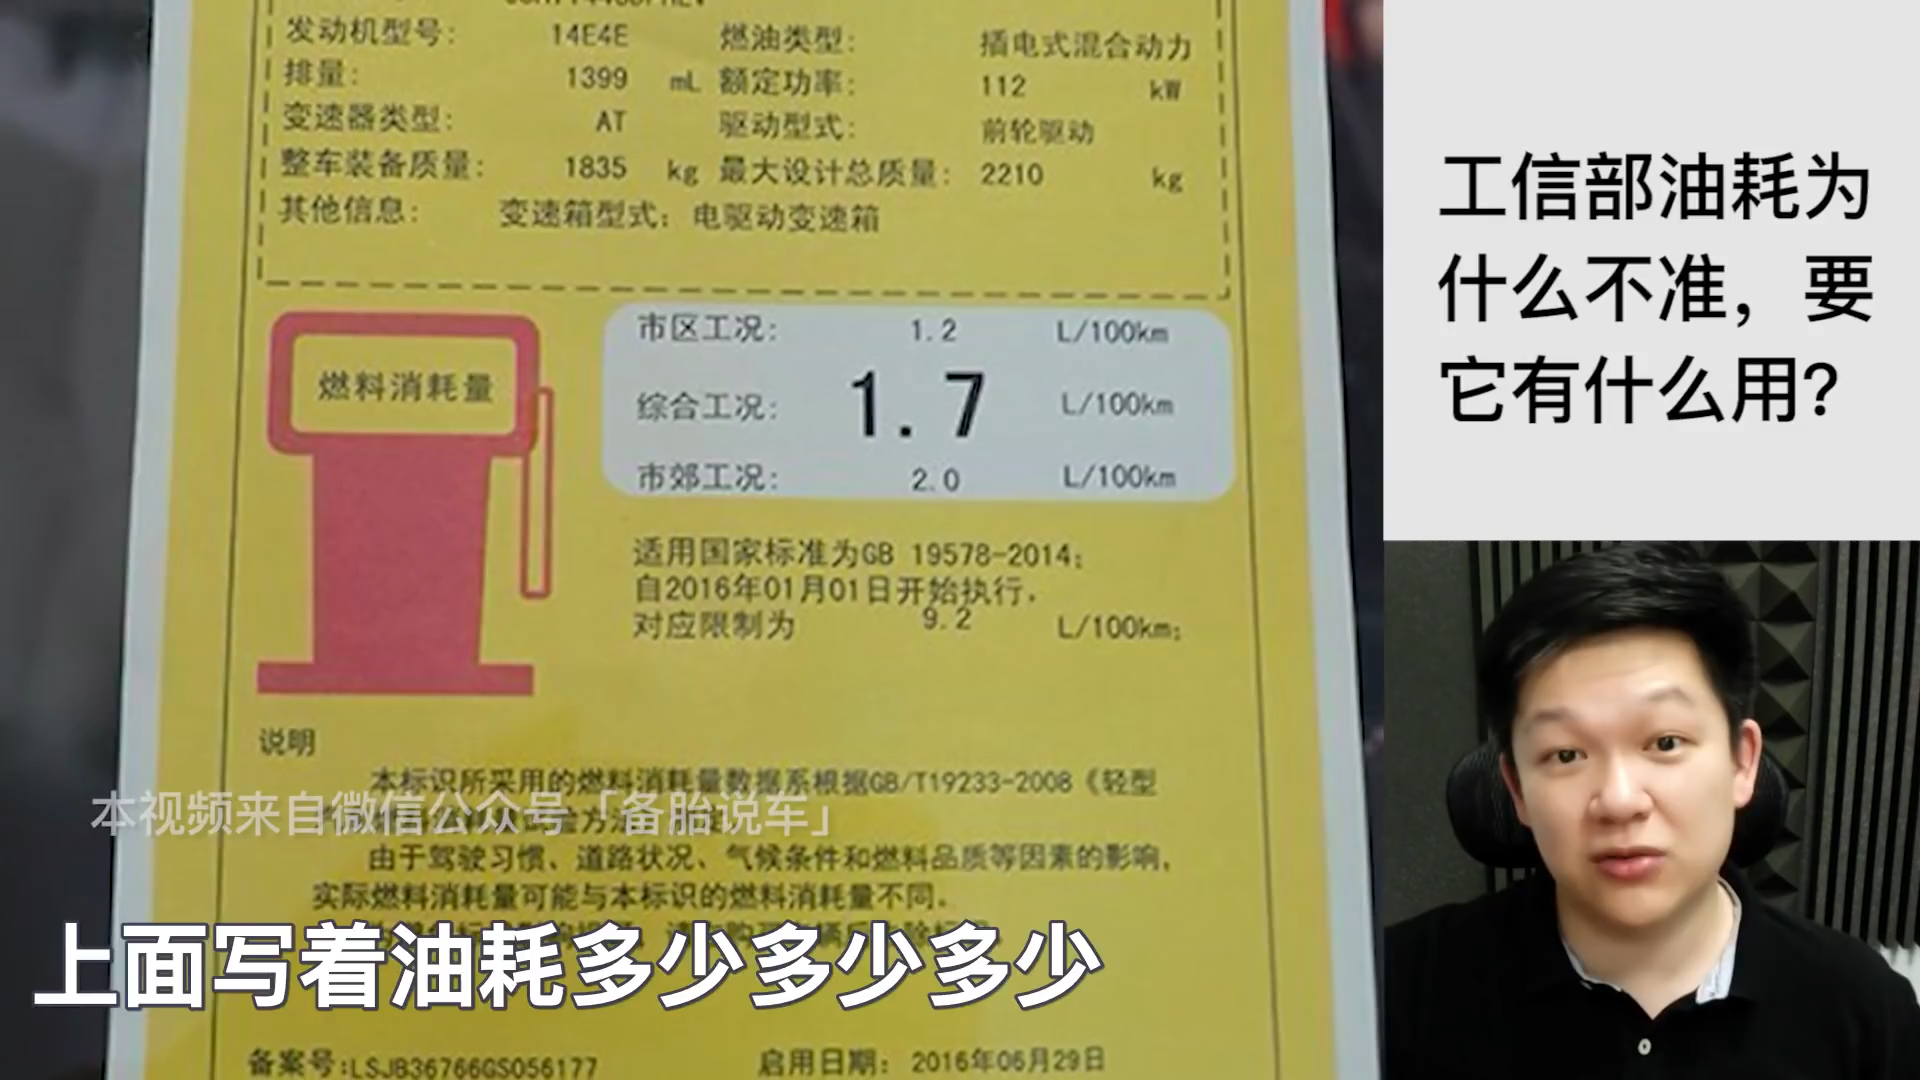 发动机型号: 14E4E 燃油类型: 插电式混合动力
排量: 1399 mL 额定功率: 112 kW
变速器类型: AT 驱动型式: 前轮驱动
整车装备质量: 1835 kg 最大设计总质量: 2210 kg
其他信息: 变速箱型式: 电驱动变速箱
燃料消耗量
市区工况: 1.2 L/100km
综合工况: 1.7 L/100km
市郊工况: 2.0 L/100km
适用国家标准为GB 19578-2014;
自2016年01月01日开始执行,
对应限制为 9.2 L/100km;
说明
本标识所采用的燃料消耗量数据系根据GB/T19233-2008《轻型
本视频来自微信公众号「备胎说车」
由于驾驶习惯、道路状况、气候条件和燃料品质等因素的影响,
实际燃料消耗量可能与本标识的燃料消耗量不同。
上面写着油耗多少多少多少
备案号:LSJB36766GS056177 启用日期: 2016年06月29日
工信部油耗为
什么不准，要
它有什么用?